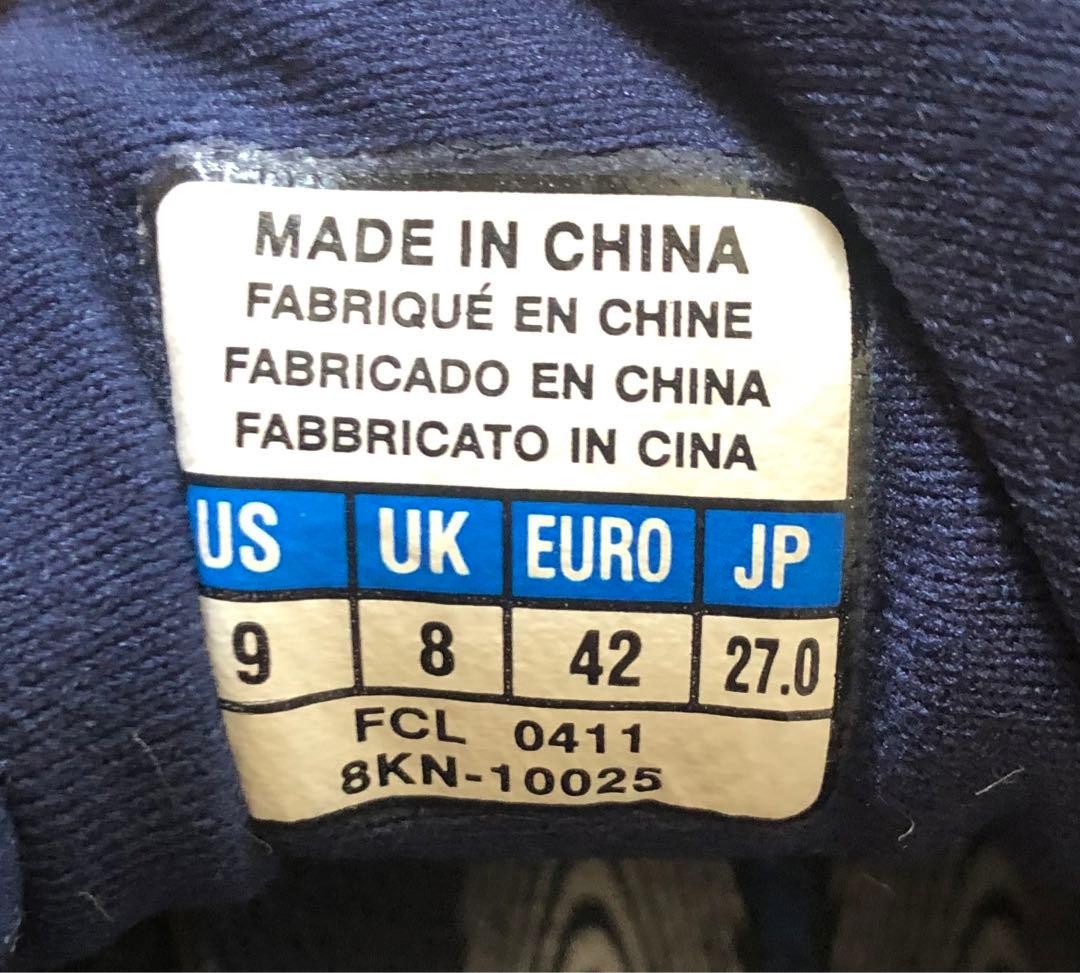 MADE IN CHINA
FABRIQUÉ EN CHINE
FABRICADO EN CHINA
FABBRICATO IN CINA
US UK EURO JP
9 8 42 27.0
FCL 0411
8KN-10025